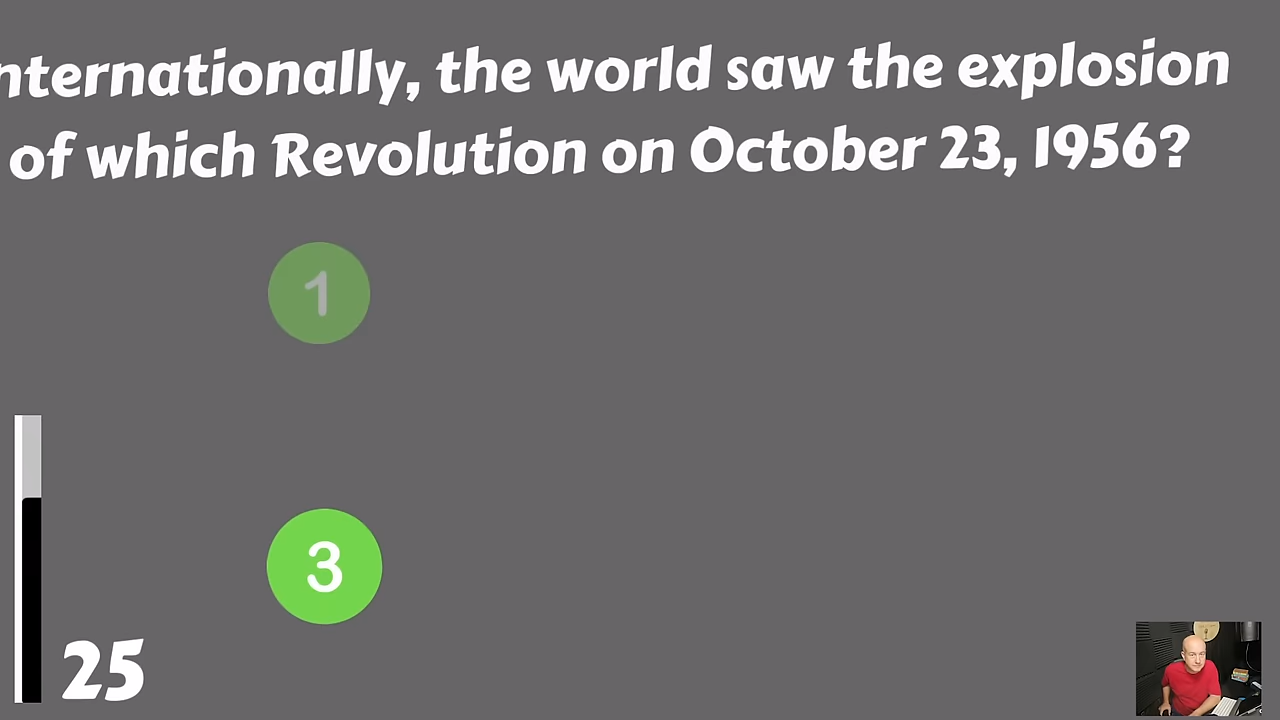 nternationally, the world saw the explosion
of which Revolution on October 23, 1956?
1
3
25